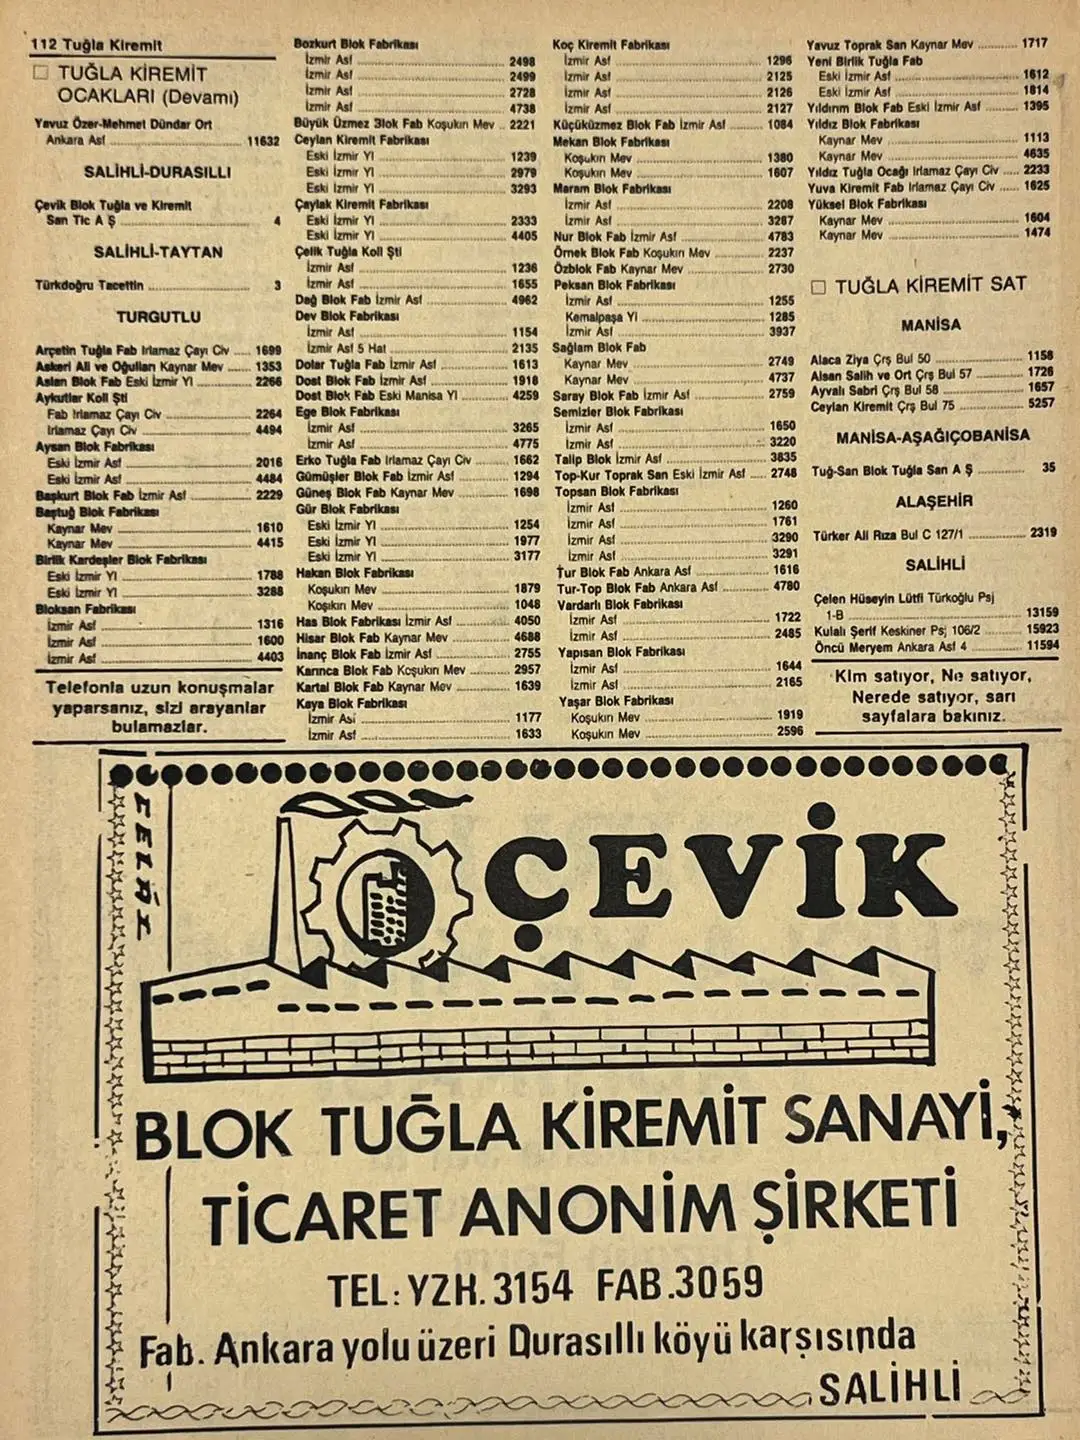 112 Tuğla Kiremit
□ TUĞLA KİREMİT
OCAKLARI (Devamı)
Yavuz Özer-Mehmet Dündar Ort
Ankara Asf ........ 11632
SALİHLİ-DURASILLI
Çevik Blok Tuğla ve Kiremit
San Tic A Ş ........ 4
SALİHLİ-TAYTAN
Türkdoğru Tacettin ........ 3
TURGUTLU
Arçetin Tuğla Fab Irlamaz Çayı Civ ..... 1699
Askeri Ali ve Oğulları Kaynar Mev ...... 1353
Aslan Blok Fab Eski İzmir Yl ........ 2266
Aykutlar Koll Şti
Fab Irlamaz Çayı Civ ........ 2264
Irlamaz Çayı Civ ........ 4494
Aysan Blok Fabrikası
Eski İzmir Asf ........ 2016
Eski İzmir Asf ........ 4484
Başkurt Blok Fab İzmir Asf ........ 2229
Baştuğ Blok Fabrikası
Kaynar Mev ........ 1610
Kaynar Mev ........ 4415
Birlik Kardeşler Blok Fabrikası
Eski İzmir Yl ........ 1788
Eski İzmir Yl ........ 3288
Bloksan Fabrikası
İzmir Asf ........ 1316
İzmir Asf ........ 1600
İzmir Asf ........ 4403
Telefonla uzun konuşmalar
yaparsanız, sizi arayanlar
bulamazlar.
Bozkurt Blok Fabrikası
İzmir Asf ........ 2498
İzmir Asf ........ 2499
İzmir Asf ........ 2728
İzmir Asf ........ 4738
Büyük Üzmez Blok Fab Koşukırı Mev .. 2221
Ceylan Kiremit Fabrikası
Eski İzmir Yl ........ 1239
Eski İzmir Yl ........ 2979
Eski İzmir Yl ........ 3293
Çaylak Kiremit Fabrikası
Eski İzmir Yl ........ 2333
Eski İzmir Yl ........ 4405
Çelik Tuğla Koll Şti
İzmir Asf ........ 1236
İzmir Asf ........ 1655
Dağ Blok Fab İzmir Asf ........ 4962
Dev Blok Fabrikası
İzmir Asf ........ 1154
İzmir Asf 5 Hat ........ 2135
Dolar Tuğla Fab İzmir Asf ........ 1613
Dost Blok Fab İzmir Asf ........ 1918
Dost Blok Fab Eski Manisa Yl ........ 4259
Ege Blok Fabrikası
İzmir Asf ........ 3265
İzmir Asf ........ 4775
Erko Tuğla Fab Irlamaz Çayı Civ ........ 1662
Gümüşler Blok Fab İzmir Asf ........ 1294
Güneş Blok Fab Kaynar Mev ........ 1698
Gür Blok Fabrikası
Eski İzmir Yl ........ 1254
Eski İzmir Yl ........ 1977
Eski İzmir Yl ........ 3177
Hakan Blok Fabrikası
Koşukırı Mev ........ 1879
Koşıkırı Mev ........ 1048
Has Blok Fabrikası İzmir Asf ........ 4050
Hisar Blok Fab Kaynar Mev ........ 4688
İnanç Blok Fab İzmir Asf ........ 2755
Karınca Blok Fab Koşukırı Mev ........ 2957
Kartal Blok Fab Kaynar Mev ........ 1639
Kaya Blok Fabrikası
İzmir Asf ........ 1177
İzmir Asf ........ 1633
Koç Kiremit Fabrikası
İzmir Asf ........ 1296
İzmir Asf ........ 2125
İzmir Asf ........ 2126
İzmir Asf ........ 2127
Küçüküzmez Blok Fab İzmir Asf ........ 1084
Mekan Blok Fabrikası
Koşukırı Mev ........ 1380
Koşukırı Mev ........ 1607
Maram Blok Fabrikası
İzmir Asf ........ 2208
İzmir Asf ........ 3287
Nur Blok Fab İzmir Asf ........ 4783
Örnek Blok Fab Koşukırı Mev ........ 2237
Özblok Fab Kaynar Mev ........ 2730
Peksan Blok Fabrikası
İzmir Asf ........ 1255
Kemalpaşa Yl ........ 1285
İzmir Asf ........ 3937
Sağlam Blok Fab
Kaynar Mev ........ 2749
Kaynar Mev ........ 4737
Saray Blok Fab İzmir Asf ........ 2759
Semizler Blok Fabrikası
İzmir Asf ........ 1650
İzmir Asf ........ 3220
Talip Blok İzmir Asf ........ 3835
Top-Kur Toprak San Eski İzmir Asf ..... 2748
Topsan Blok Fabrikası
İzmir Asf ........ 1260
İzmir Asf ........ 1761
İzmir Asf ........ 3290
İzmir Asf ........ 3291
Tur Blok Fab Ankara Asf ........ 1616
Tur-Top Blok Fab Ankara Asf ........ 4780
Vardarlı Blok Fabrikası
İzmir Asf ........ 1722
İzmir Asf ........ 2485
Yapısan Blok Fabrikası
İzmir Asf ........ 1644
İzmir Asf ........ 2165
Yaşar Blok Fabrikası
Koşukırı Mev ........ 1919
Koşukırı Mev ........ 2596
Yavuz Toprak San Kaynar Mev ........ 1717
Yeni Birlik Tuğla Fab
Eski İzmir Asf ........ 1612
Eski İzmir Asf ........ 1814
Yıldırım Blok Fab Eski İzmir Asf ........ 1395
Yıldız Blok Fabrikası
Kaynar Mev ........ 1113
Kaynar Mev ........ 4635
Yıldız Tuğla Ocağı Irlamaz Çayı Civ ..... 2233
Yuva Kiremit Fab Irlamaz Çayı Civ ..... 1625
Yüksel Blok Fabrikası
Kaynar Mev ........ 1604
Kaynar Mev ........ 1474
□ TUĞLA KİREMİT SAT
MANİSA
Alaca Ziya Çrş Bul 50 ........ 1158
Alsan Salih ve Ort Çrş Bul 57 ........ 1726
Ayvalı Sabri Çrş Bul 58 ........ 1657
Ceylan Kiremit Çrş Bul 75 ........ 5257
MANİSA-AŞAĞIÇOBANİSA
Tuğ-San Blok Tuğla San A Ş ........ 35
ALAŞEHİR
Türker Ali Rıza Bul C 127/1 ........ 2319
SALİHLİ
Çelen Hüseyin Lütfi Türkoğlu Psj
1-B ........ 13159
Kulalı Şerif Keskiner Psj 106/2 ........ 15923
Öncü Meryem Ankara Asf 4 ........ 11594
Kim satıyor, Ne satıyor,
Nerede satıyor, sarı
sayfalara bakınız.
CELÂL
ÇEVİK
BLOK TUĞLA KİREMİT SANAYİ,
TİCARET ANONİM ŞİRKETİ
TEL: YZH. 3154 FAB. 3059
Fab. Ankara yolu üzeri Durasıllı köyü karşısında
SALİHLİ